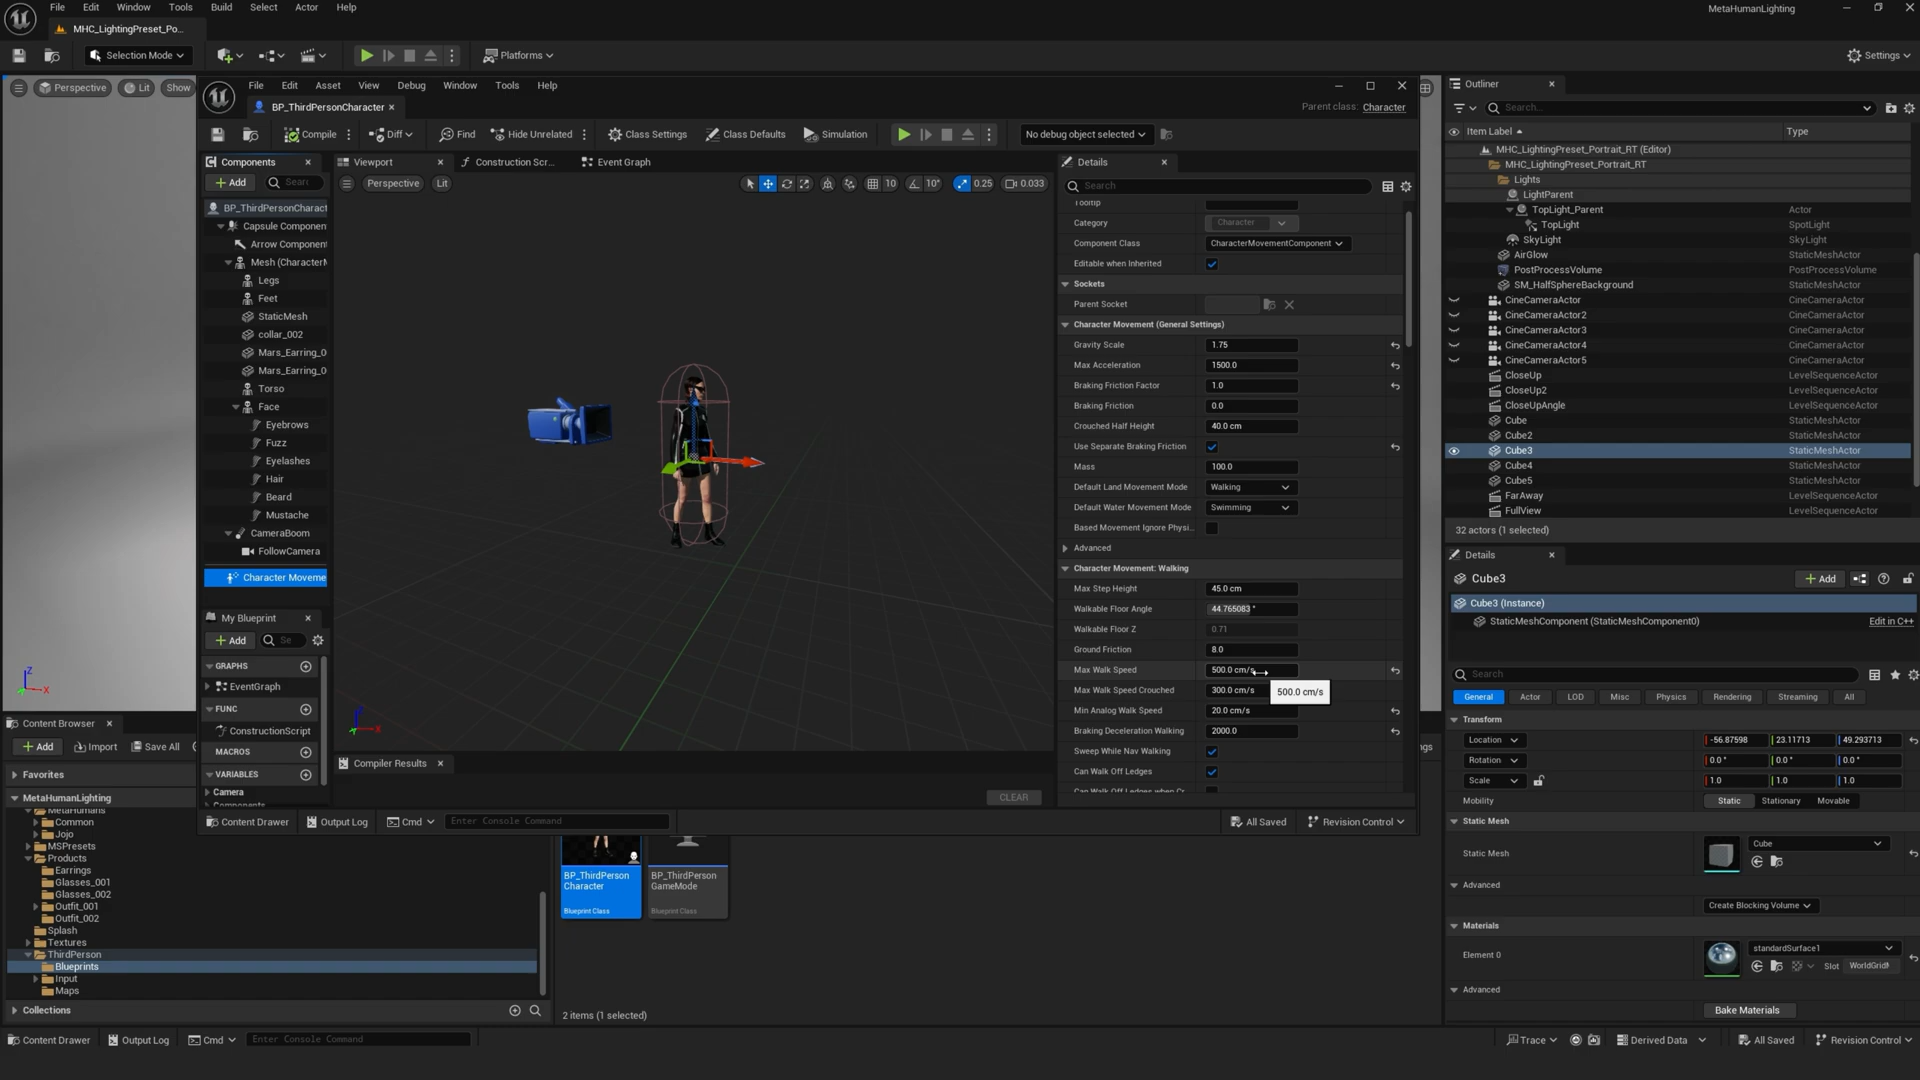 File Edit Window Tools Build Select Actor Help
MetaHumanLighting
MHC_LightingPreset_Po...
Selection Mode
Platforms
Settings
Perspective Lit Show
File Edit Asset View Debug Window Tools Help
BP_ThirdPersonCharacter
Parent class: Character
Compile Diff Find Hide Unrelated Class Settings Class Defaults Simulation No debug object selected
Components
Add
BP_ThirdPersonCharact
Capsule Componen
Arrow Component
Mesh (CharacterM
Legs
Feet
StaticMesh
collar_002
Mars_Earring_0
Mars_Earring_0
Torso
Face
Eyebrows
Fuzz
Eyelashes
Hair
Beard
Mustache
CameraBoom
FollowCamera
Character Moveme
My Blueprint
Add Se
GRAPHS
EventGraph
FUNC
ConstructionScript
MACROS
VARIABLES
Camera
Viewport Construction Scr... Event Graph
Perspective Lit
10 10° 0.25 0.033
Compiler Results
CLEAR
Details
Search
Tooltip
Category Character
Component Class CharacterMovementComponent
Editable when Inherited
Sockets
Parent Socket
Character Movement (General Settings)
Gravity Scale 1.75
Max Acceleration 1500.0
Braking Friction Factor 1.0
Braking Friction 0.0
Crouched Half Height 40.0 cm
Use Separate Braking Friction
Mass 100.0
Default Land Movement Mode Walking
Default Water Movement Mode Swimming
Based Movement Ignore Physi...
Advanced
Character Movement: Walking
Max Step Height 45.0 cm
Walkable Floor Angle 44.765083 °
Walkable Floor Z 0.71
Ground Friction 8.0
Max Walk Speed 500.0 cm/s
Max Walk Speed Crouched 300.0 cm/s
500.0 cm/s
Min Analog Walk Speed 20.0 cm/s
Braking Deceleration Walking 2000.0
Sweep While Nav Walking
Can Walk Off Ledges
Can Walk Off Ledges when Cr
Content Drawer Output Log Cmd Enter Console Command
All Saved Revision Control
Outliner
Search...
Item Label Type
MHC_LightingPreset_Portrait_RT (Editor)
MHC_LightingPreset_Portrait_RT
Lights
LightParent
TopLight_Parent Actor
TopLight SpotLight
SkyLight SkyLight
AirGlow StaticMeshActor
PostProcessVolume PostProcessVolume
SM_HalfSphereBackground StaticMeshActor
CineCameraActor CineCameraActor
CineCameraActor2 CineCameraActor
CineCameraActor3 CineCameraActor
CineCameraActor4 CineCameraActor
CineCameraActor5 CineCameraActor
CloseUp LevelSequenceActor
CloseUp2 LevelSequenceActor
CloseUpAngle LevelSequenceActor
Cube StaticMeshActor
Cube2 StaticMeshActor
Cube3 StaticMeshActor
Cube4 StaticMeshActor
Cube5 StaticMeshActor
FarAway LevelSequenceActor
FullView LevelSequenceActor
32 actors (1 selected)
Details
Cube3
Add
Cube3 (Instance)
StaticMeshComponent (StaticMeshComponent0) Edit in C++
Search
General Actor LOD Misc Physics Rendering Streaming All
Transform
Location -56.87598 23.11713 49.293713
Rotation 0.0 ° 0.0 ° 0.0 °
Scale 1.0 1.0 1.0
Mobility Static Stationary Movable
Static Mesh
Static Mesh Cube
Advanced
Create Blocking Volume
Materials
Element 0 standardSurface1
Slot WorldGridM
Advanced
Bake Materials
Content Browser
Add Import Save All
Favorites
MetaHumanLighting
MetaHumans
Common
Jojo
MSPresets
Products
Earrings
Glasses_001
Glasses_002
Outfit_001
Outfit_002
Splash
Textures
ThirdPerson
Blueprints
Input
Maps
Collections
BP_ThirdPerson
Character
Blueprint Class
BP_ThirdPerson
GameMode
Blueprint Class
2 items (1 selected)
Content Drawer Output Log Cmd Enter Console Command
Trace Derived Data All Saved Revision Control